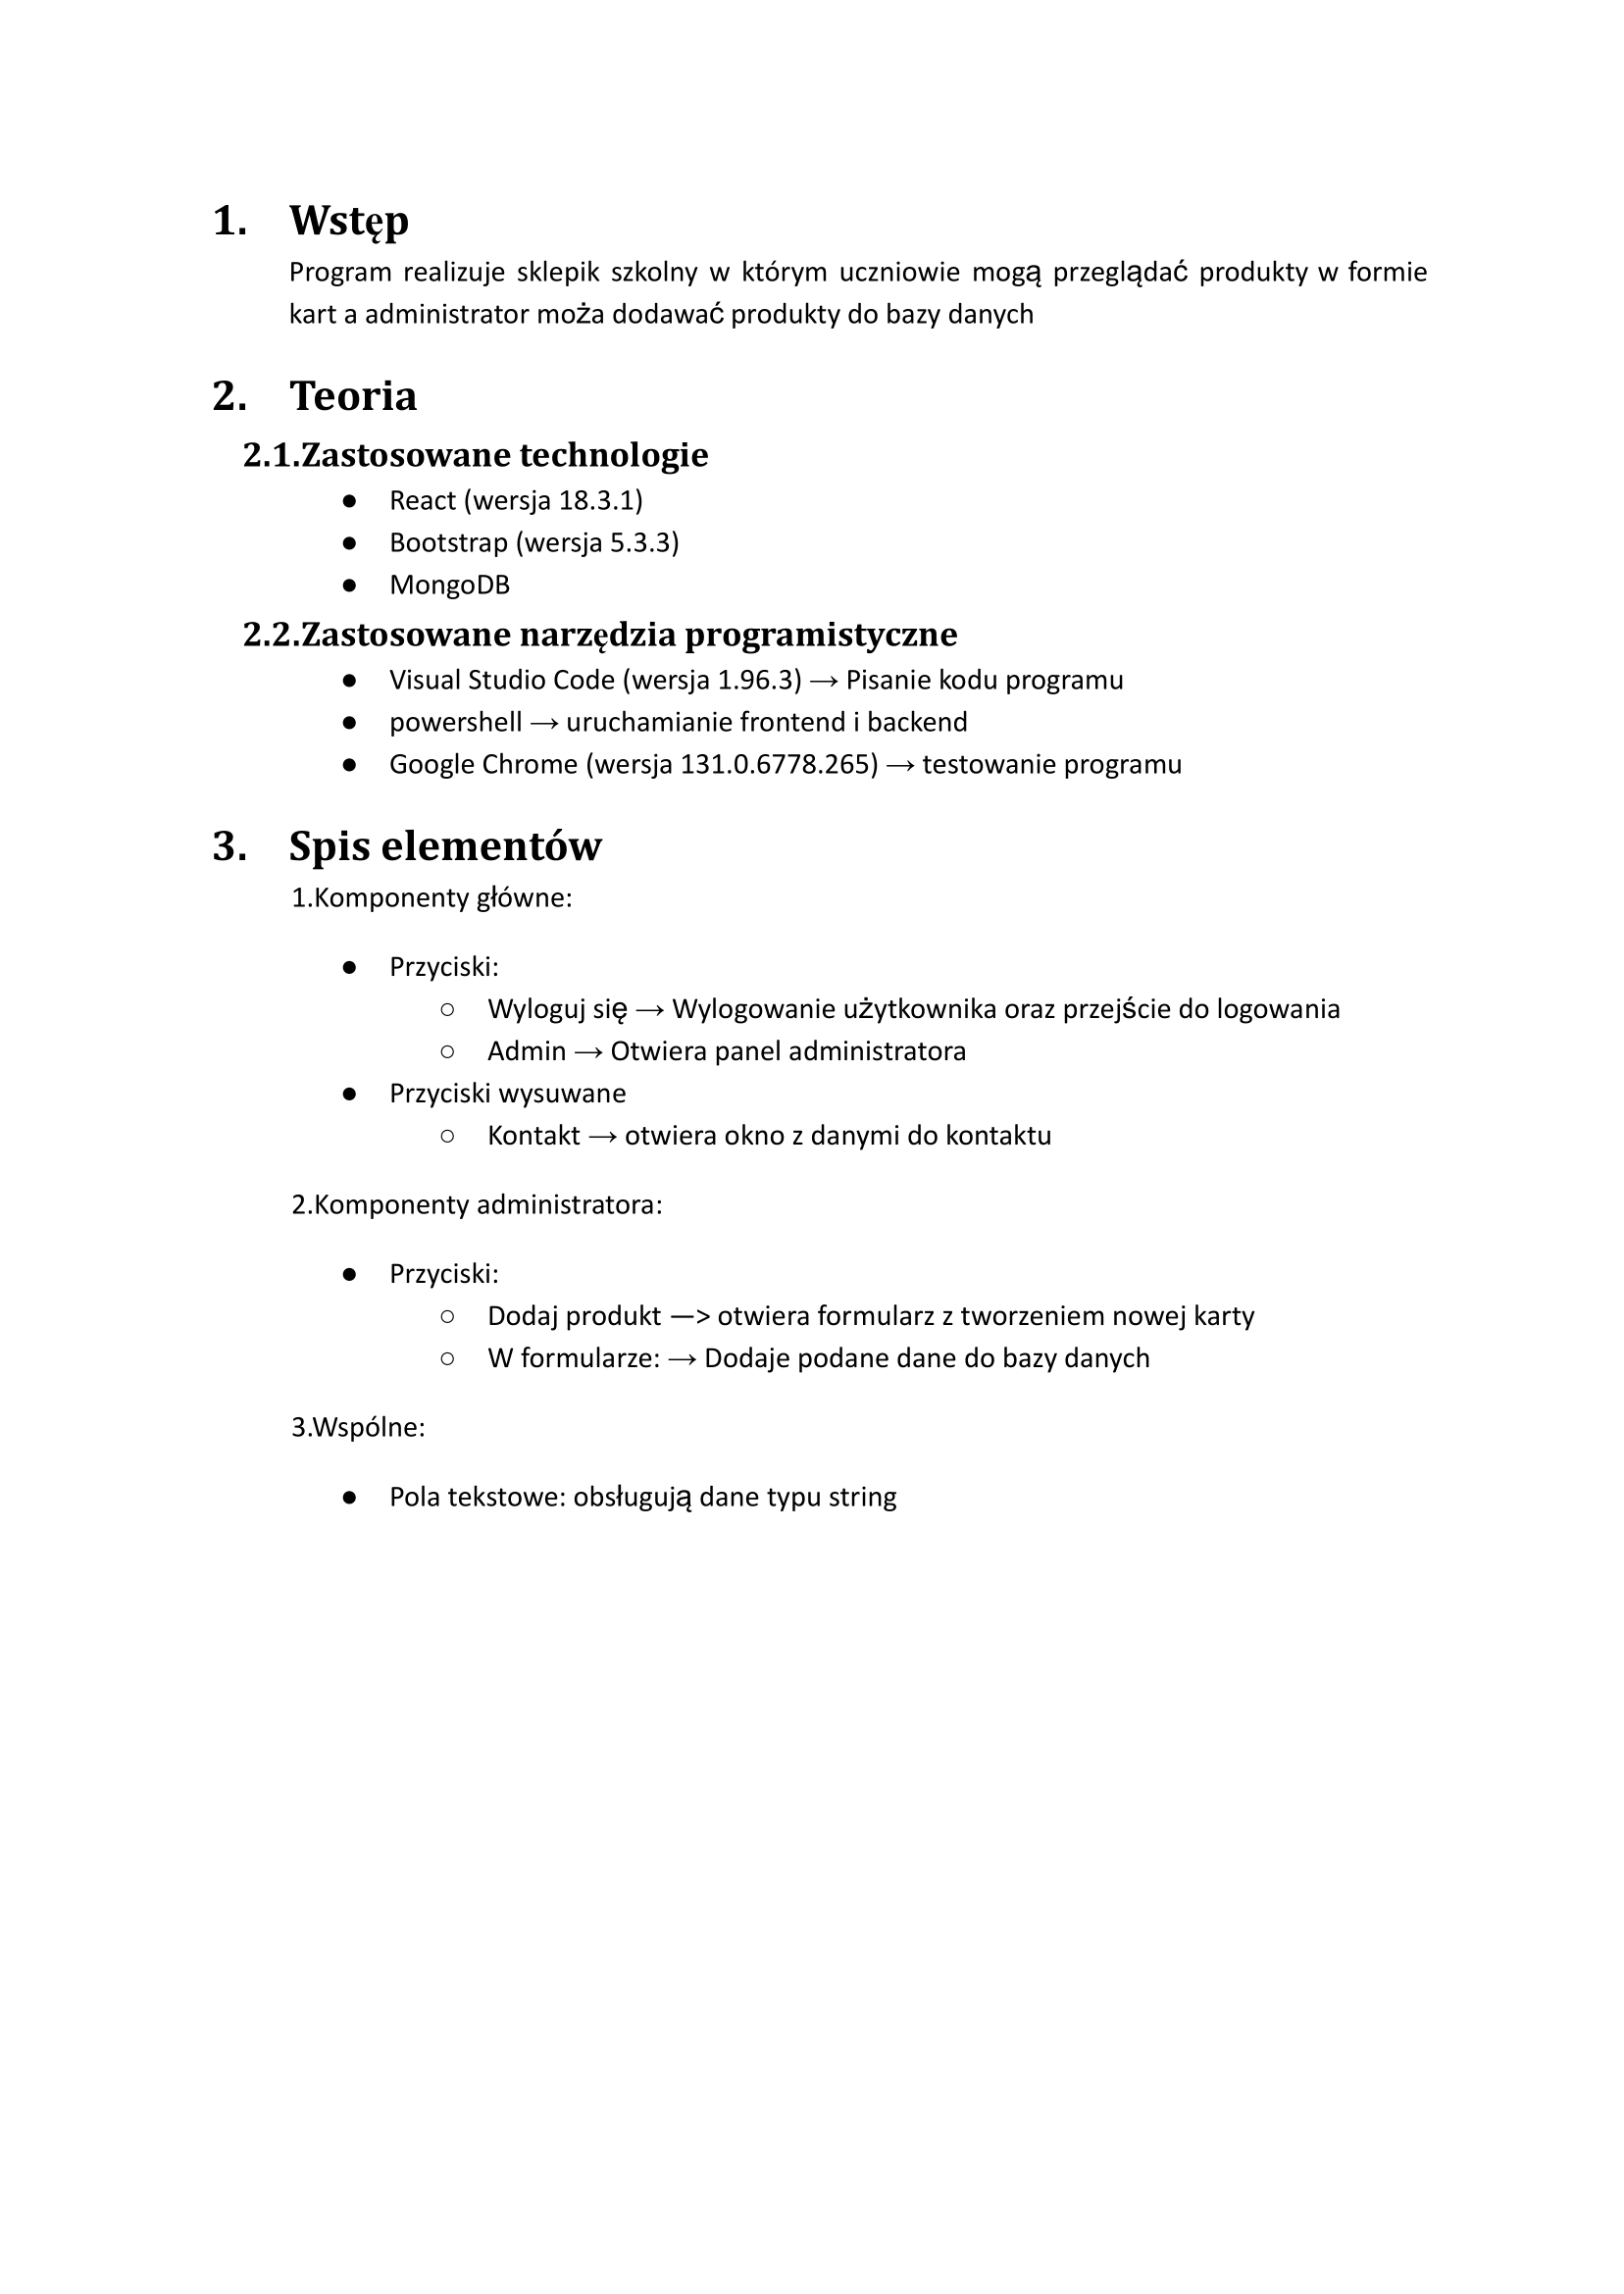 1. Wstęp
Program realizuje sklepik szkolny w którym uczniowie mogą przeglądać produkty w formie
kart a administrator moża dodawać produkty do bazy danych
2. Teoria
2.1.Zastosowane technologie
● React (wersja 18.3.1)
● Bootstrap (wersja 5.3.3)
● MongoDB
2.2.Zastosowane narzędzia programistyczne
● Visual Studio Code (wersja 1.96.3) → Pisanie kodu programu
● powershell → uruchamianie frontend i backend
● Google Chrome (wersja 131.0.6778.265) → testowanie programu
3. Spis elementów
1.Komponenty główne:
● Przyciski:
○ Wyloguj się → Wylogowanie użytkownika oraz przejście do logowania
○ Admin → Otwiera panel administratora
● Przyciski wysuwane
○ Kontakt → otwiera okno z danymi do kontaktu
2.Komponenty administratora:
● Przyciski:
○ Dodaj produkt —> otwiera formularz z tworzeniem nowej karty
○ W formularze: → Dodaje podane dane do bazy danych
3.Wspólne:
● Pola tekstowe: obsługują dane typu string